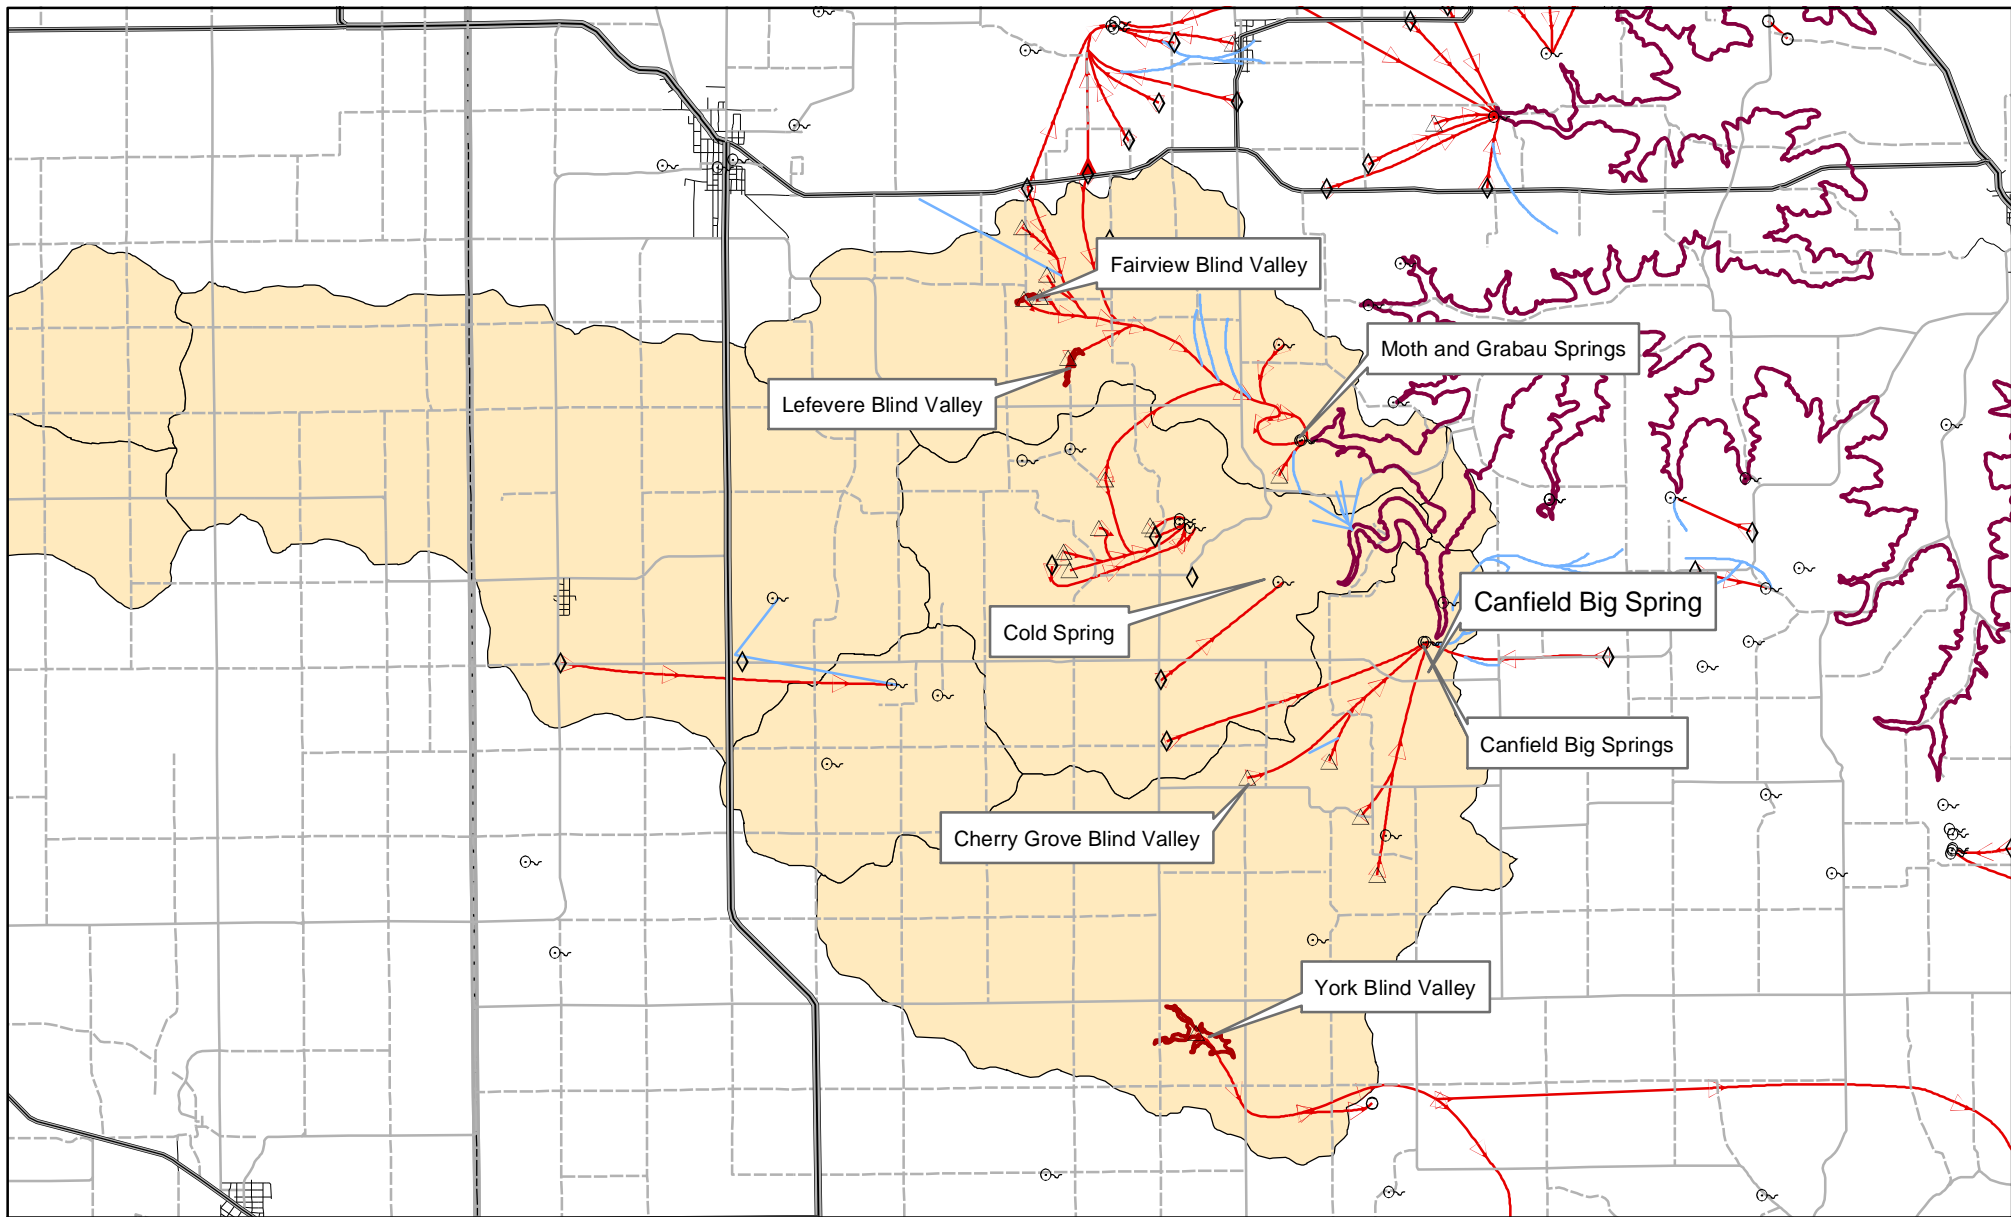 Fairview Blind Valley
Moth and Grabau Springs
Lefevere Blind Valley
Canfield Big Spring
Cold Spring
Canfield Big Springs
Cherry Grove Blind Valley
York Blind Valley